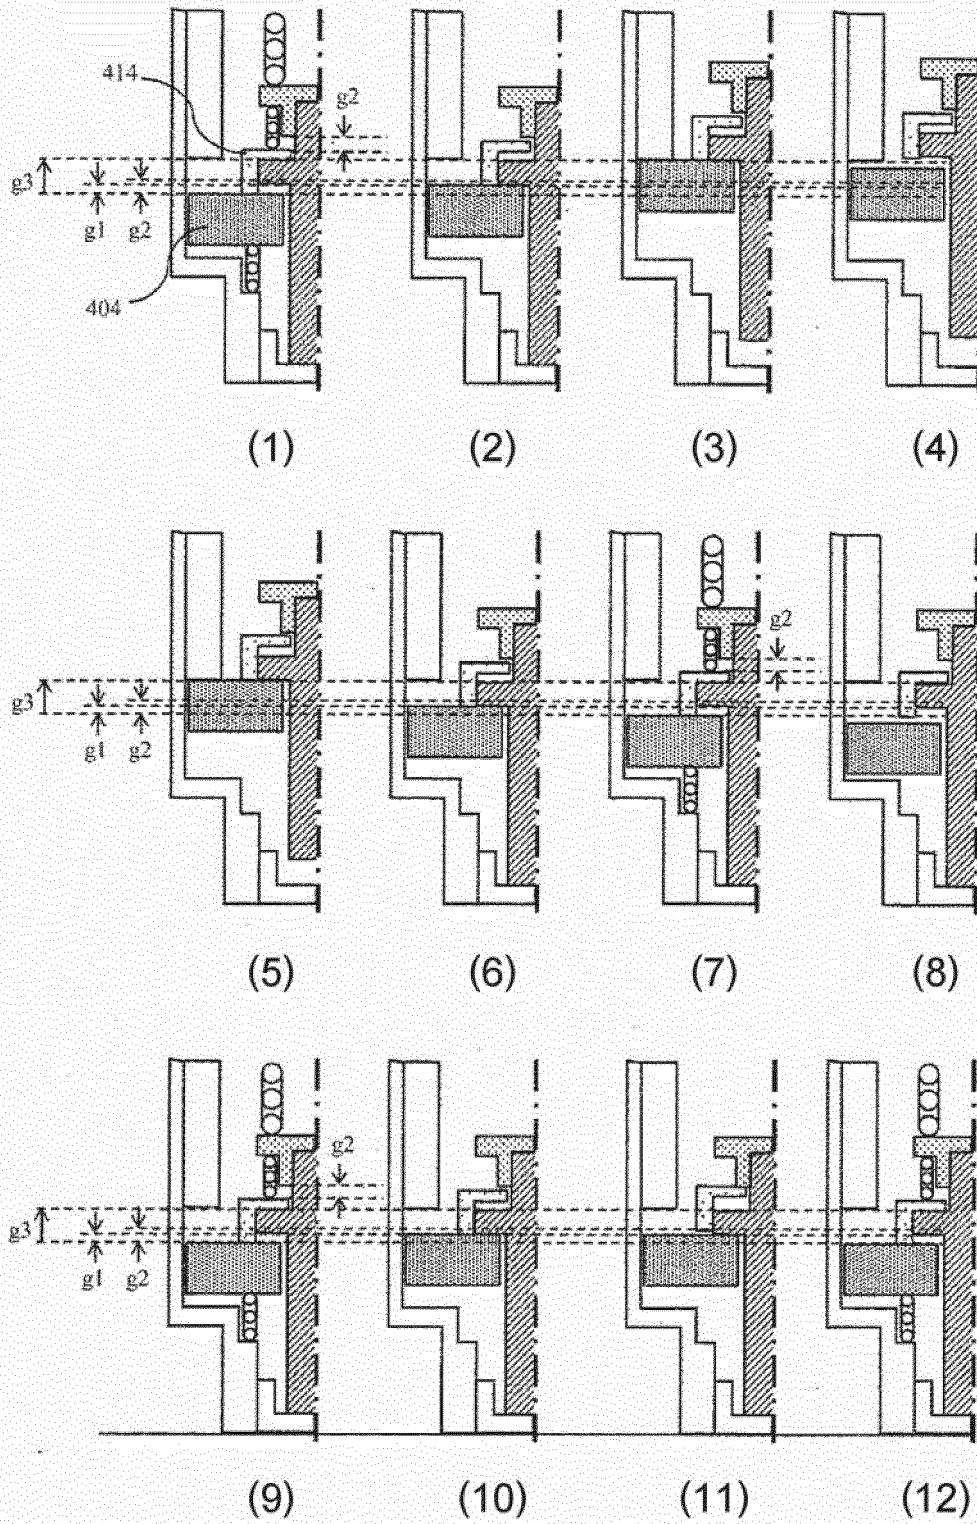 414
g2
g3
g1 g2
404
(1) (2) (3) (4)
g2
g3
g1 g2
(5) (6) (7) (8)
g2
g3
g1 g2
(9) (10) (11) (12)